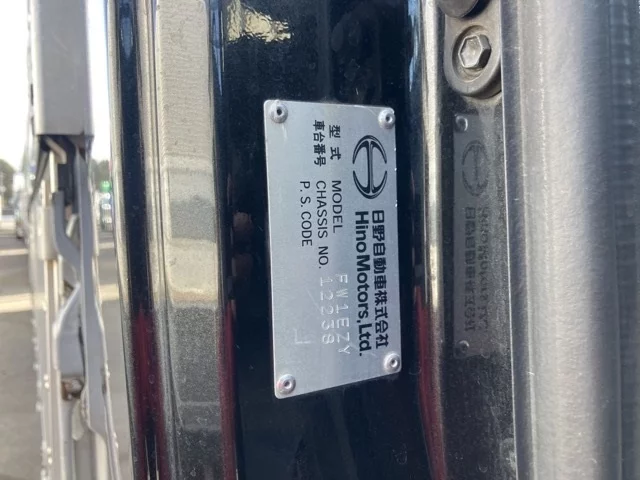 日野自動車株式会社
Hino Motors, Ltd.
型式 MODEL FW1EZY
車台番号 CHASSIS NO. 12238
P.S. CODE